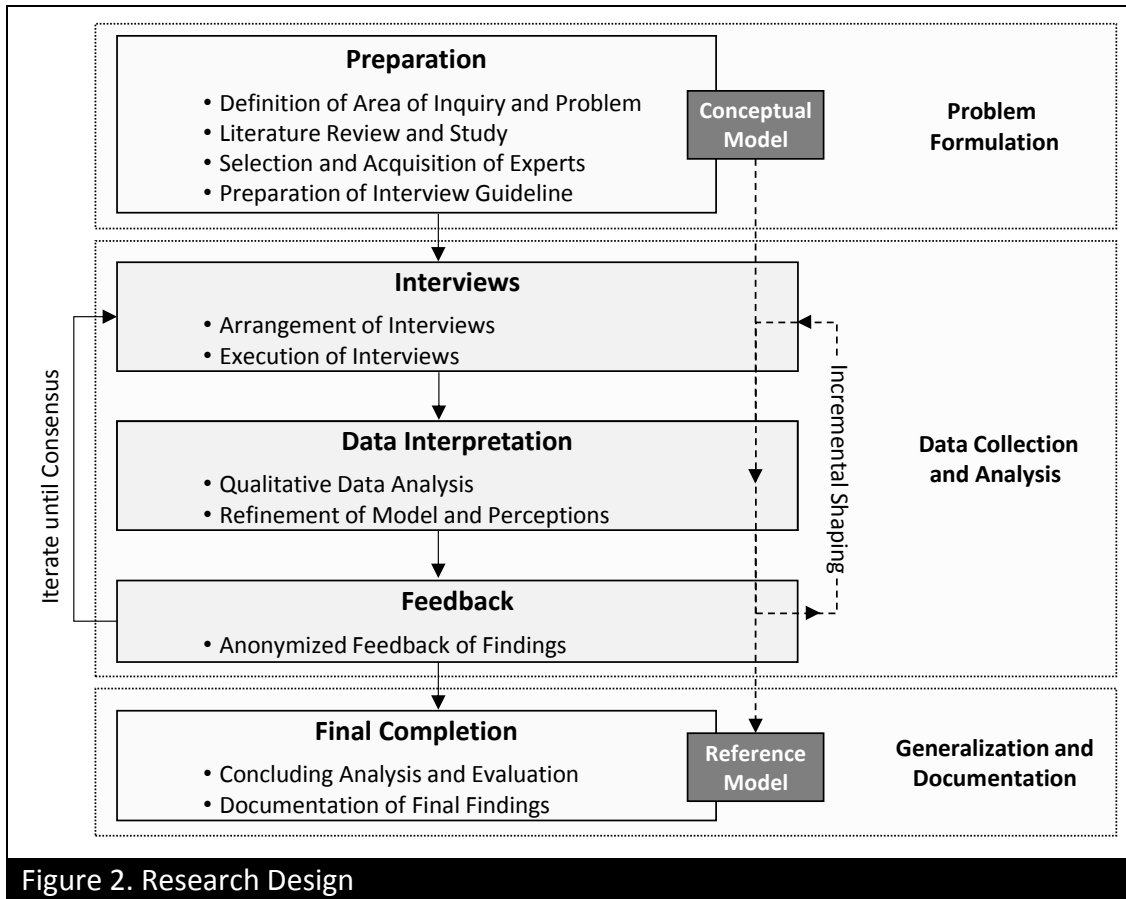 Preparation
• Definition of Area of Inquiry and Problem
• Literature Review and Study
• Selection and Acquisition of Experts
• Preparation of Interview Guideline
Conceptual
Model
Problem
Formulation
Interviews
• Arrangement of Interviews
• Execution of Interviews
Data Interpretation
• Qualitative Data Analysis
• Refinement of Model and Perceptions
Feedback
• Anonymized Feedback of Findings
Iterate until Consensus
Incremental Shaping
Data Collection
and Analysis
Final Completion
• Concluding Analysis and Evaluation
• Documentation of Final Findings
Reference
Model
Generalization and
Documentation
Figure 2. Research Design